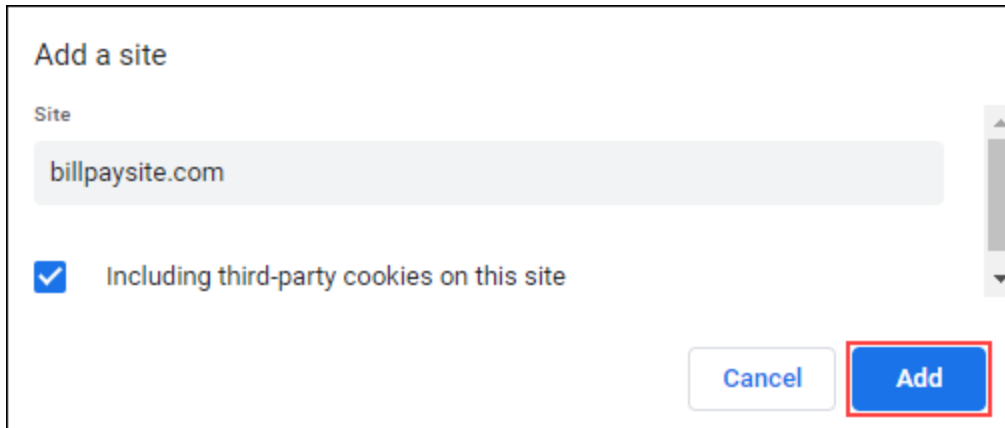 Add a site
Site
billpaysite.com
Including third-party cookies on this site
Cancel
Add